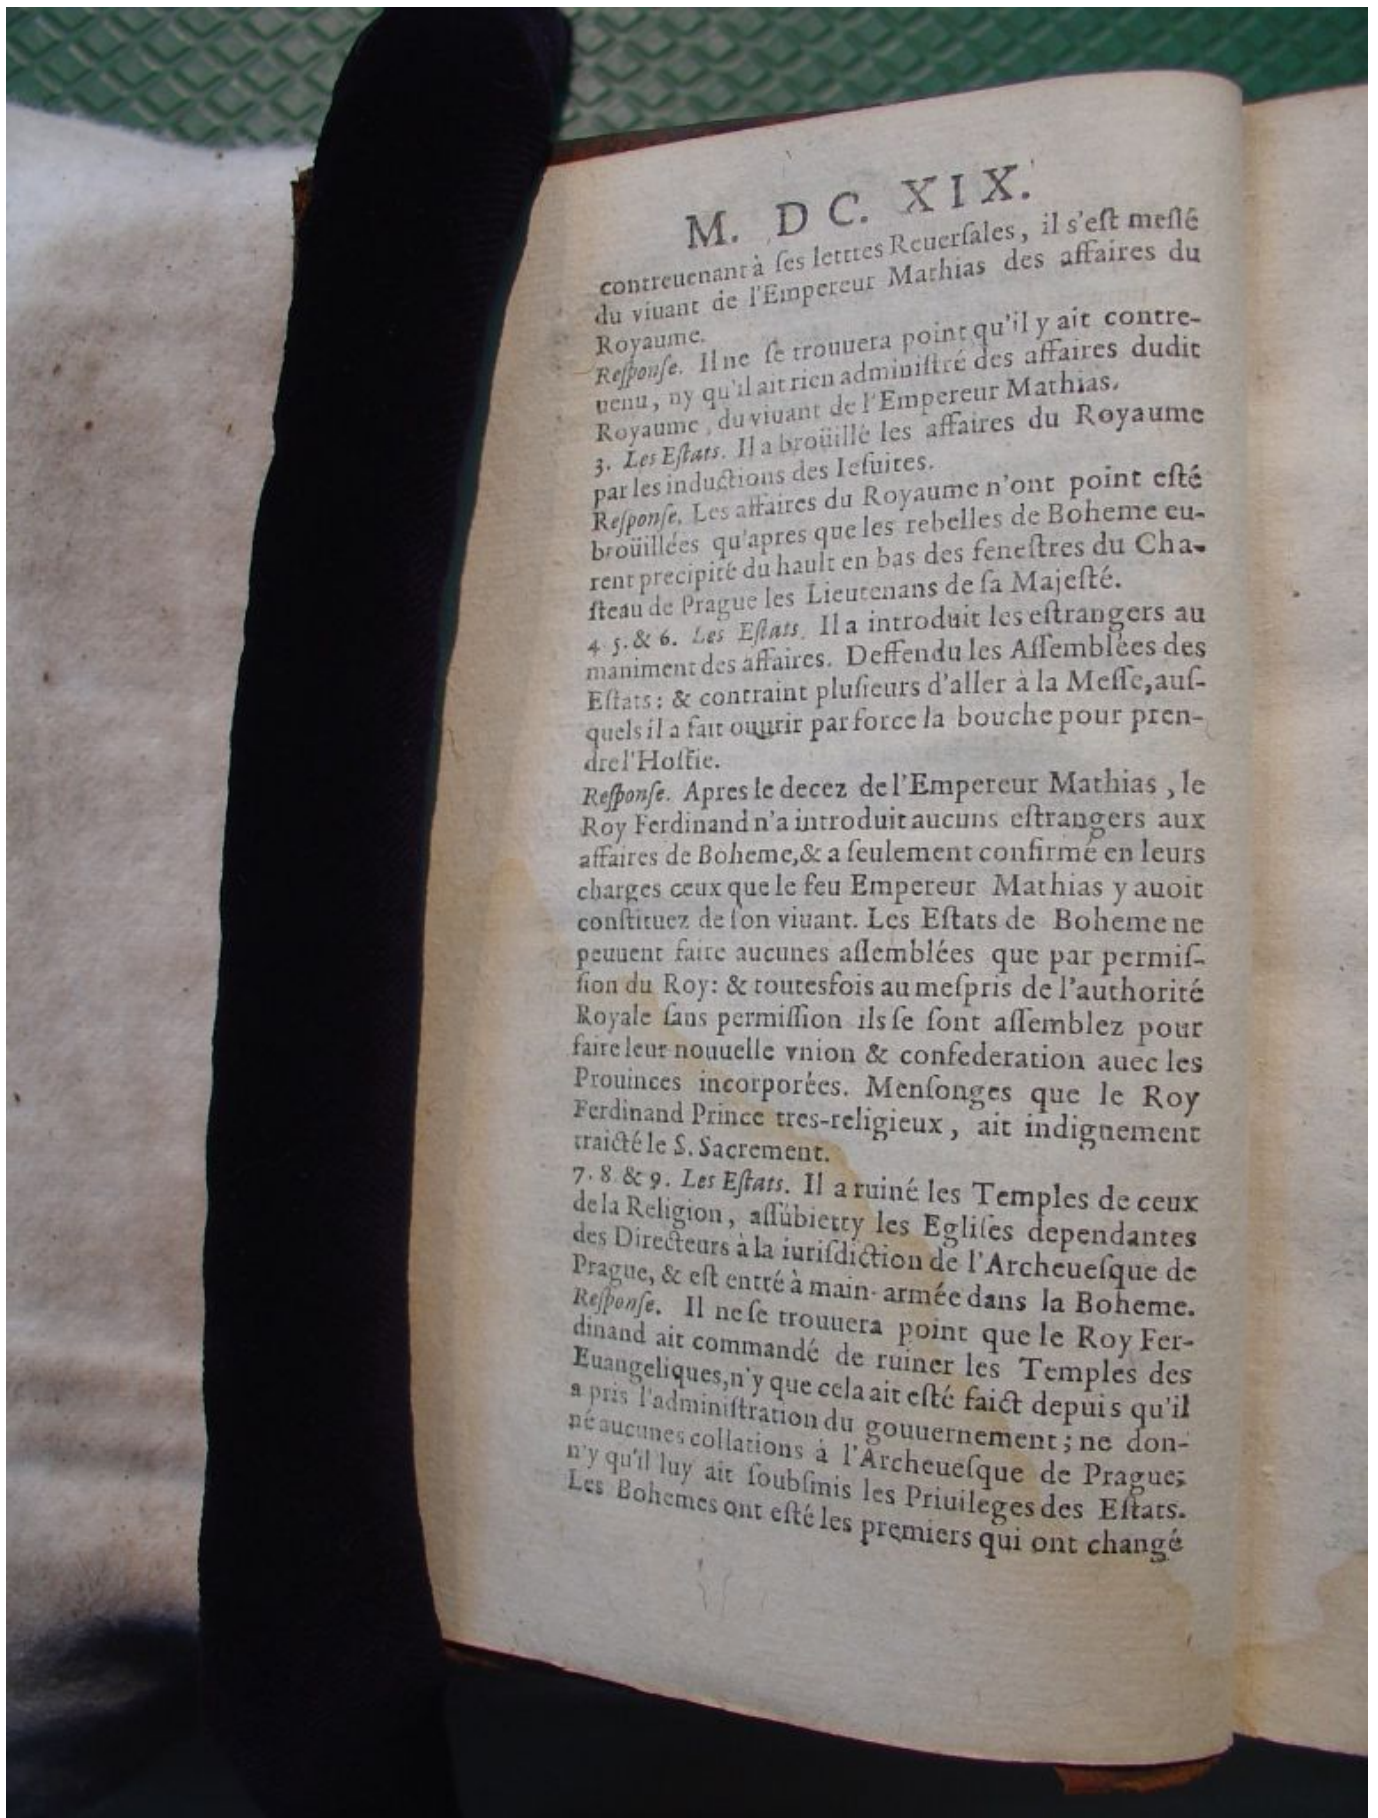 M. DC. XIX.
contreuenant à ſes letttes Reuerſales, il s'eſt meſlé
du viuant de l'Empereur Mathias des affaires du
Royaume.
Reſponſe. Il ne ſe trouuera point qu'il y ait contre-
uenu, ny qu'il ait rien adminiſtré des affaires dudit
Royaume, du viuant de l'Empereur Mathias.
3. Les Eſtats. Il a broüillé les affaires du Royaume
par les inductions des Ieſuites.
Reſponſe. Les affaires du Royaume n'ont point eſté
broüillées qu'apres que les rebelles de Boheme eu-
rent precipité du hault en bas des feneſtres du Cha-
ſteau de Prague les Lieutenans de ſa Majeſté.
4. 5. & 6. Les Eſtats. Il a introduit les eſtrangers au
maniment des affaires. Deffendu les Aſſemblées des
Eſtats: & contraint pluſieurs d'aller à la Meſſe, auſ-
quels il a fait ouurir par force la bouche pour pren-
dre l'Hoſtie.
Reſponſe. Apres le decez de l'Empereur Mathias, le
Roy Ferdinand n'a introduit aucuns eſtrangers aux
affaires de Boheme, & a ſeulement confirmé en leurs
charges ceux que le feu Empereur Mathias y auoit
conſtituez de ſon viuant. Les Eſtats de Boheme ne
peuuent faire aucunes aſſemblées que par permiſ-
ſion du Roy: & toutesfois au meſpris de l'authorité
Royale ſans permiſſion ils ſe ſont aſſemblez pour
faire leur nouuelle vnion & confederation auec les
Prouinces incorporées. Menſonges que le Roy
Ferdinand Prince tres-religieux, ait indignement
traicté le S. Sacrement.
7. 8. & 9. Les Eſtats. Il a ruiné les Temples de ceux
de la Religion, aſſübietty les Egliſes dependantes
des Directeurs à la iuriſdiction de l'Archeueſque de
Prague, & eſt entré à main-armée dans la Boheme.
Reſponſe. Il ne ſe trouuera point que le Roy Fer-
dinand ait commandé de ruiner les Temples des
Euangeliques, n'y que cela ait eſté faict depuis qu'il
a pris l'adminiſtration du gouuernement; ne don-
né aucunes collations à l'Archeueſque de Prague;
n'y qu'il luy ait ſoubſmis les Priuileges des Eſtats.
Les Bohemes ont eſté les premiers qui ont changé